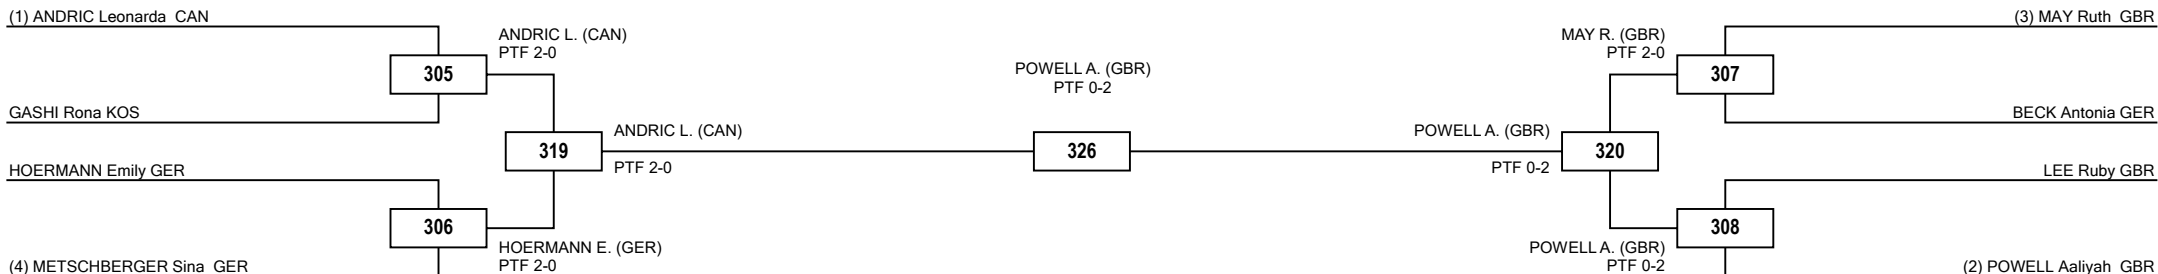 (1) ANDRIC Leonarda  CAN
(3) MAY Ruth  GBR
ANDRIC L. (CAN)
PTF 2-0
MAY R. (GBR)
PTF 2-0
305
POWELL A. (GBR)
PTF 0-2
307
GASHI Rona KOS
BECK Antonia GER
ANDRIC L. (CAN)
POWELL A. (GBR)
319
326
320
PTF 2-0
PTF 0-2
HOERMANN Emily GER
LEE Ruby GBR
306
308
HOERMANN E. (GER)
PTF 2-0
POWELL A. (GBR)
PTF 0-2
(4) METSCHBERGER Sina  GER
(2) POWELL Aaliyah  GBR